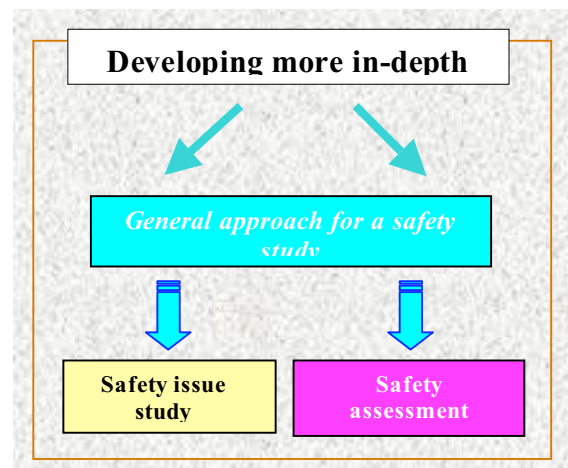 Developing more in-depth
General approach for a safety
study
Safety issue
study
Safety
assessment